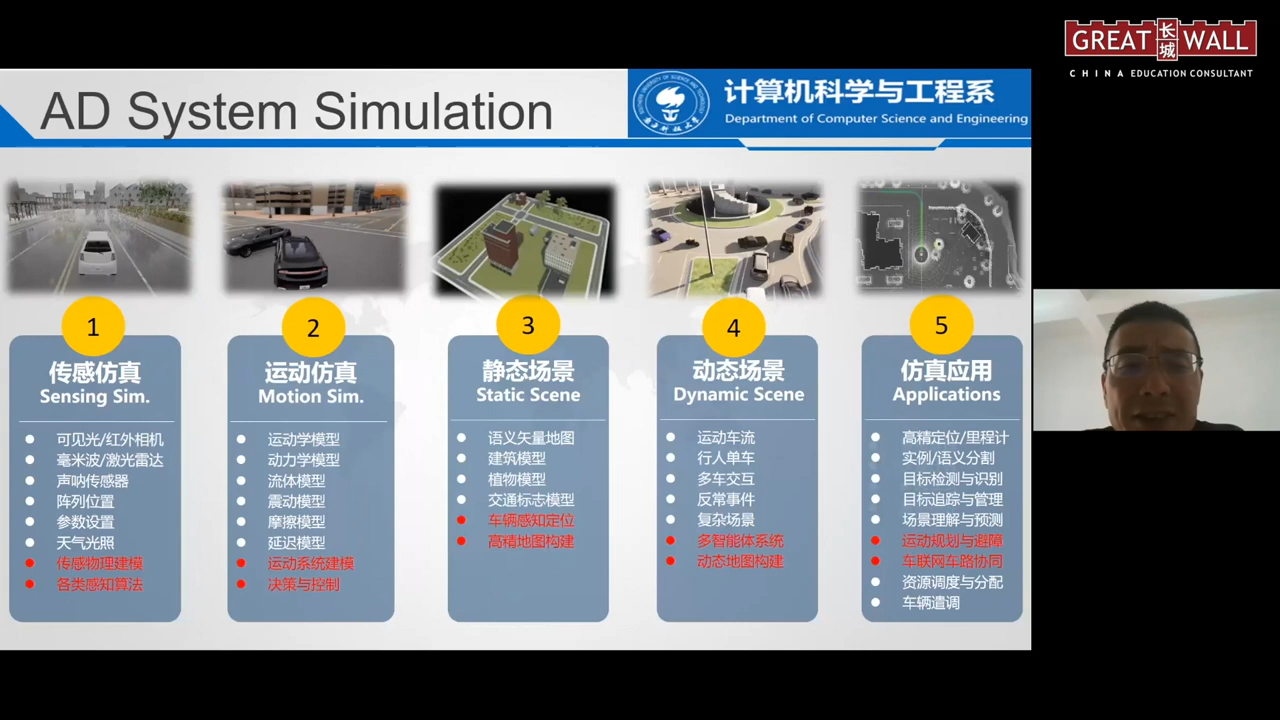 GREAT 长城 WALL
CHINA EDUCATION CONSULTANT
AD System Simulation
计算机科学与工程系
Department of Computer Science and Engineering
1
传感仿真
Sensing Sim.
可见光/红外相机
毫米波/激光雷达
声呐传感器
阵列位置
参数设置
天气光照
传感物理建模
各类感知算法
2
运动仿真
Motion Sim.
运动学模型
动力学模型
流体模型
震动模型
摩擦模型
延迟模型
运动系统建模
决策与控制
3
静态场景
Static Scene
语义矢量地图
建筑模型
植物模型
交通标志模型
车辆感知定位
高精地图构建
4
动态场景
Dynamic Scene
运动车流
行人单车
多车交互
反常事件
复杂场景
多智能体系统
动态地图构建
5
仿真应用
Applications
高精定位/里程计
实例/语义分割
目标检测与识别
目标追踪与管理
场景理解与预测
运动规划与避障
车联网车路协同
资源调度与分配
车辆遣调